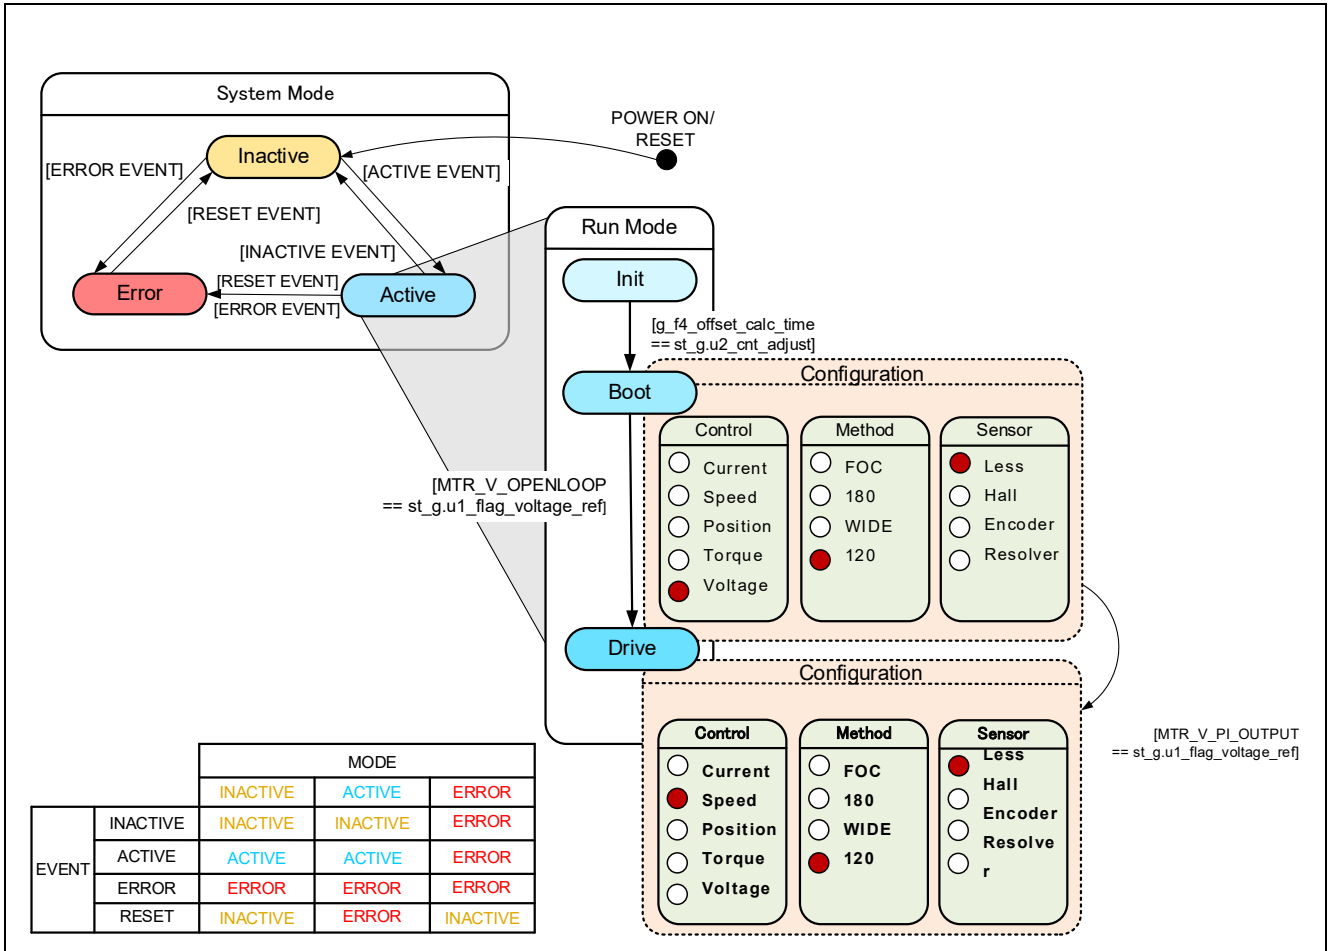 System Mode
POWER ON/
RESET
Inactive
[ERROR EVENT]
[ACTIVE EVENT]
[RESET EVENT]
[INACTIVE EVENT]
[RESET EVENT]
[ERROR EVENT]
Error
Active
Run Mode
Init
[g_f4_offset_calc_time
== st_g.u2_cnt_adjust]
Boot
Configuration
Control
Current
Speed
Position
Torque
Voltage
Method
FOC
180
WIDE
120
Sensor
Less
Hall
Encoder
Resolver
[MTR_V_OPENLOOP
== st_g.u1_flag_voltage_ref]
Drive
Configuration
Control
Current
Speed
Position
Torque
Voltage
Method
FOC
180
WIDE
120
Sensor
Less
Hall
Encoder
Resolve
r
[MTR_V_PI_OUTPUT
== st_g.u1_flag_voltage_ref]
MODE
INACTIVE ACTIVE ERROR
EVENT
INACTIVE INACTIVE INACTIVE ERROR
ACTIVE ACTIVE ACTIVE ERROR
ERROR ERROR ERROR ERROR
RESET INACTIVE ERROR INACTIVE